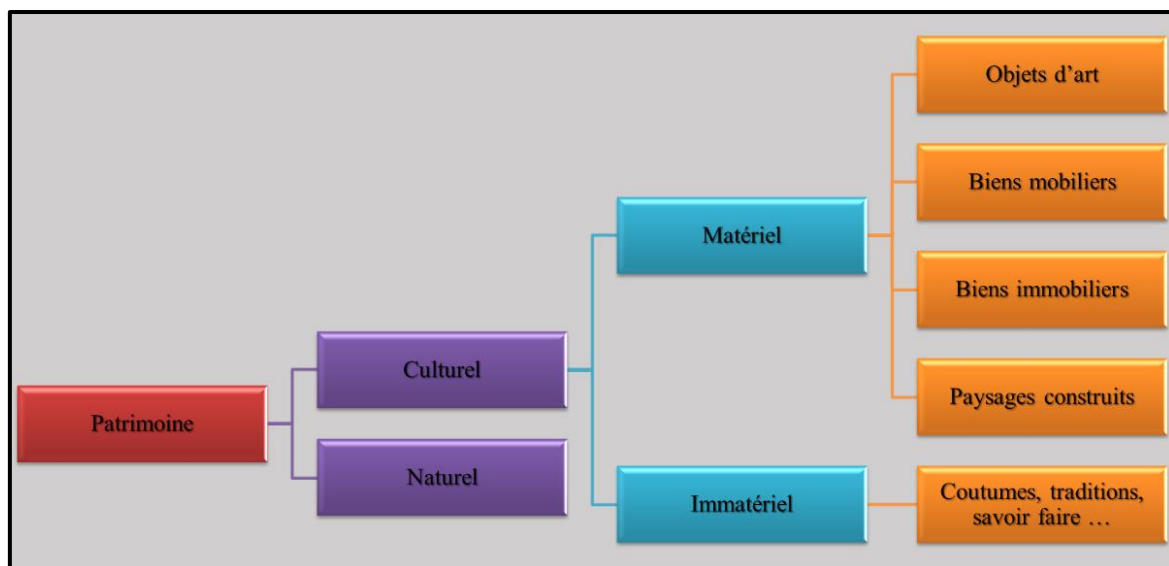 Patrimoine
Culturel
Naturel
Matériel
Immatériel
Objets d’art
Biens mobiliers
Biens immobiliers
Paysages construits
Coutumes, traditions,
savoir faire …